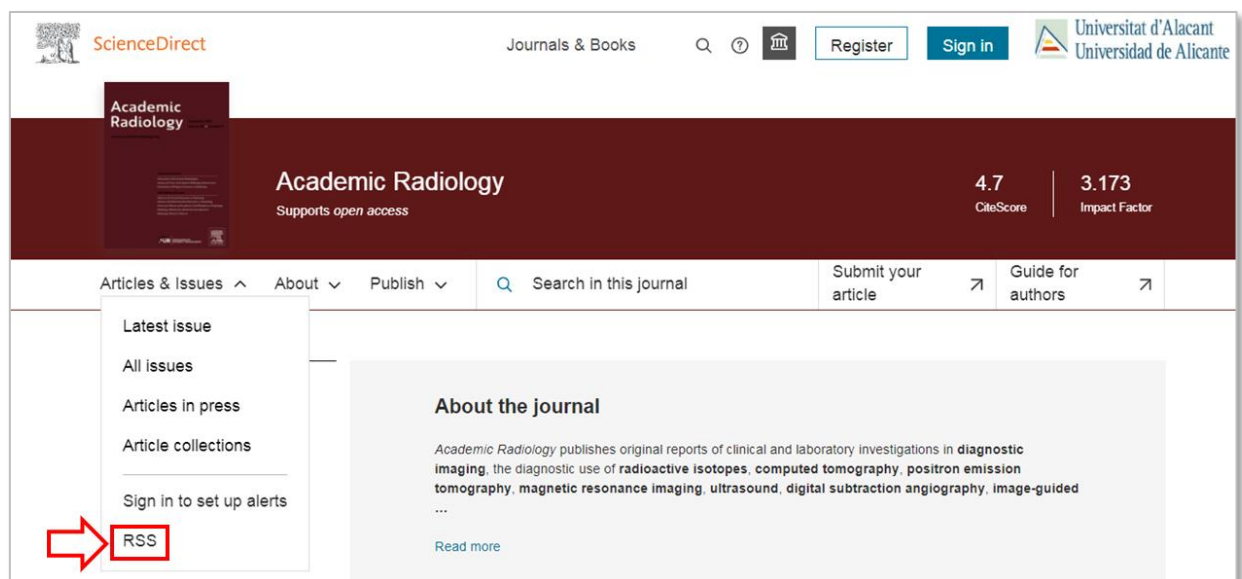 ScienceDirect
Journals & Books
Register
Sign in
Universitat d'Alacant
Universidad de Alicante
Academic
Radiology
Academic Radiology
Supports open access
4.7
CiteScore
3.173
Impact Factor
Articles & Issues
About
Publish
Search in this journal
Submit your
article
Guide for
authors
Latest issue
All issues
Articles in press
Article collections
Sign in to set up alerts
RSS
About the journal
Academic Radiology publishes original reports of clinical and laboratory investigations in diagnostic
imaging, the diagnostic use of radioactive isotopes, computed tomography, positron emission
tomography, magnetic resonance imaging, ultrasound, digital subtraction angiography, image-guided
...
Read more